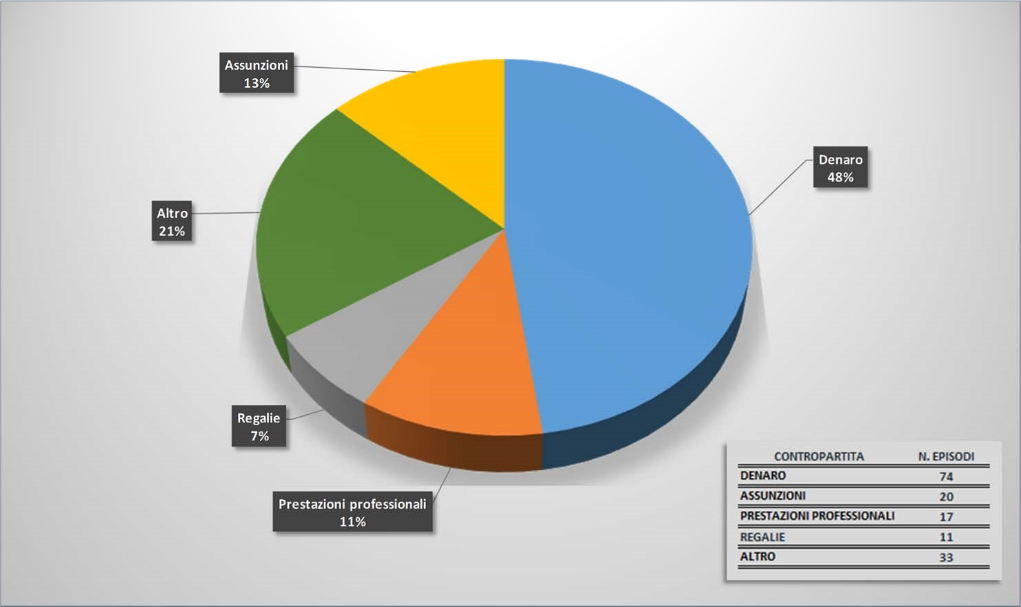 Assunzioni
13%
Denaro
48%
Altro
21%
Regalie
7%
Prestazioni professionali
11%
CONTROPARTITA N. EPISODI
DENARO 74
ASSUNZIONI 20
PRESTAZIONI PROFESSIONALI 17
REGALIE 11
ALTRO 33